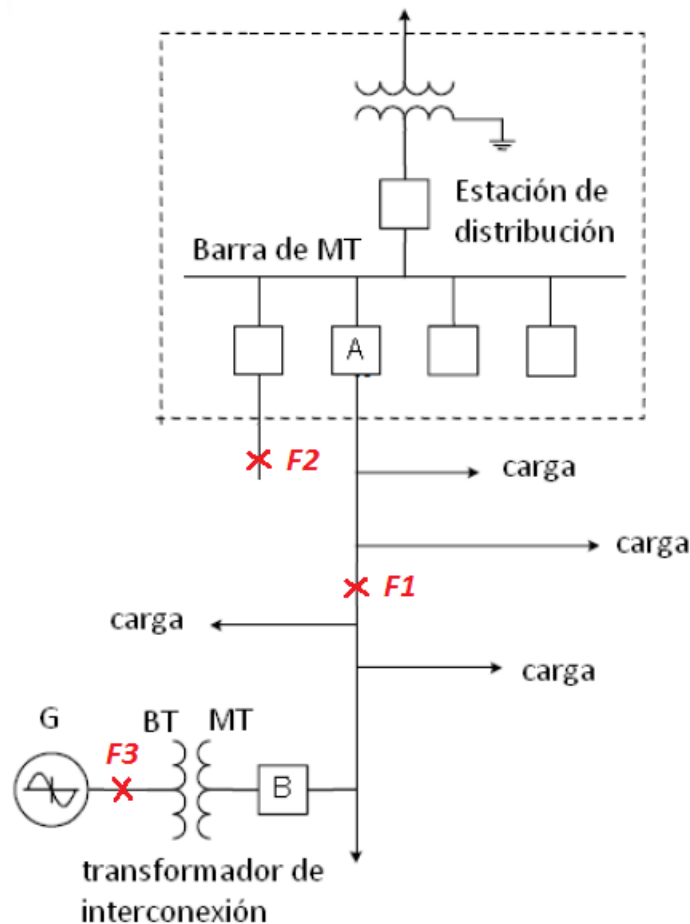 Estación de
distribución
Barra de MT
A
F2
carga
carga
F1
carga
carga
G
BT
MT
F3
B
transformador de
interconexión